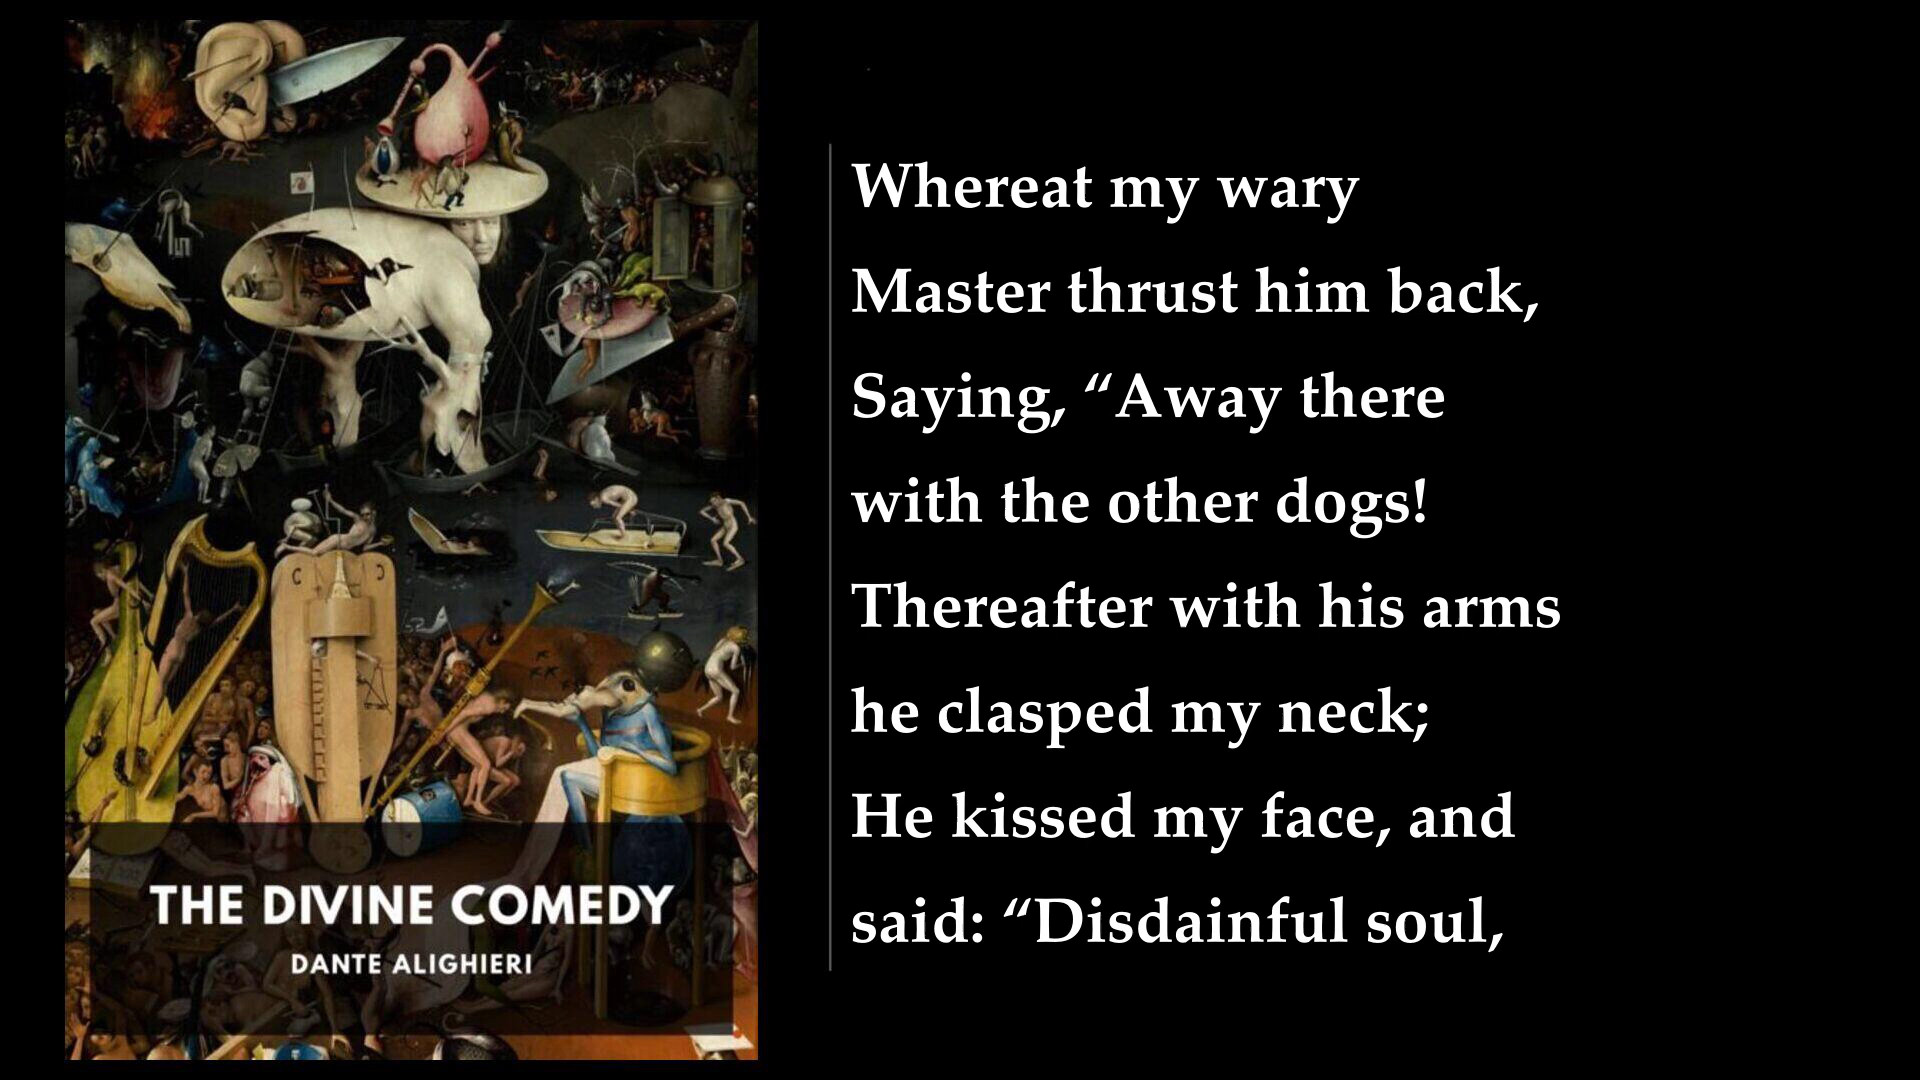 THE DIVINE COMEDY
DANTE ALIGHIERI
Whereat my wary
Master thrust him back,
Saying, “Away there
with the other dogs!
Thereafter with his arms
he clasped my neck;
He kissed my face, and
said: “Disdainful soul,